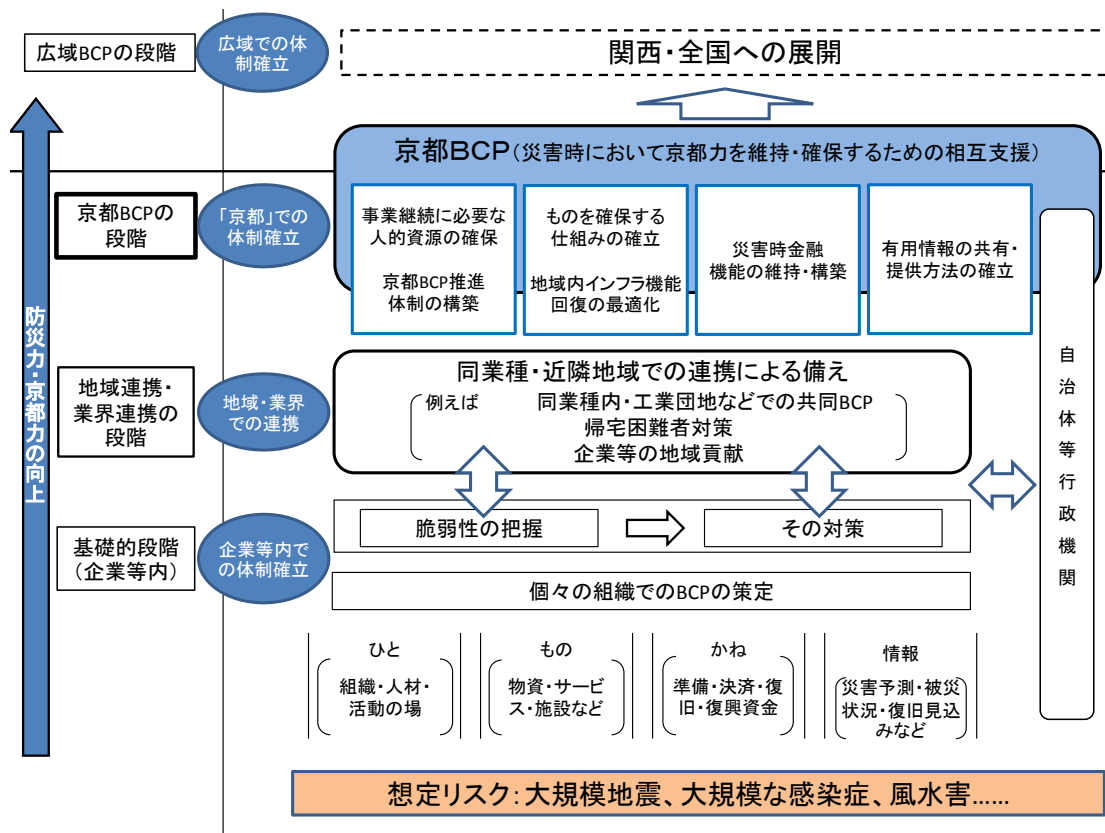 広域BCPの段階
広域での体
制確立
関西・全国への展開
京都BCP(災害時において京都力を維持・確保するための相互支援)
京都BCPの
段階
「京都」での
体制確立
事業継続に必要な
人的資源の確保
京都BCP推進
体制の構築
ものを確保する
仕組みの確立
地域内インフラ機能
回復の最適化
災害時金融
機能の維持・構築
有用情報の共有・
提供方法の確立
防災力・京都力の向上
自治体等行政機関
地域連携・
業界連携の
段階
地域・業界
での連携
同業種・近隣地域での連携による備え
例えば 同業種内・工業団地などでの共同BCP
帰宅困難者対策
企業等の地域貢献
基礎的段階
(企業等内)
企業等内で
の体制確立
脆弱性の把握
その対策
個々の組織でのBCPの策定
ひと
組織・人材・
活動の場
もの
物資・サービ
ス・施設など
かね
準備・決済・復
旧・復興資金
情報
災害予測・被災
状況・復旧見込
みなど
想定リスク:大規模地震、大規模な感染症、風水害……